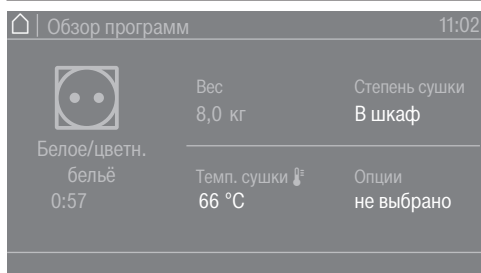 Обзор программ 11:02
Вес
8,0 кг
Степень сушки
В шкаф
Белое/цветн.
бельё
0:57
Темп. сушки
66 °C
Опции
не выбрано